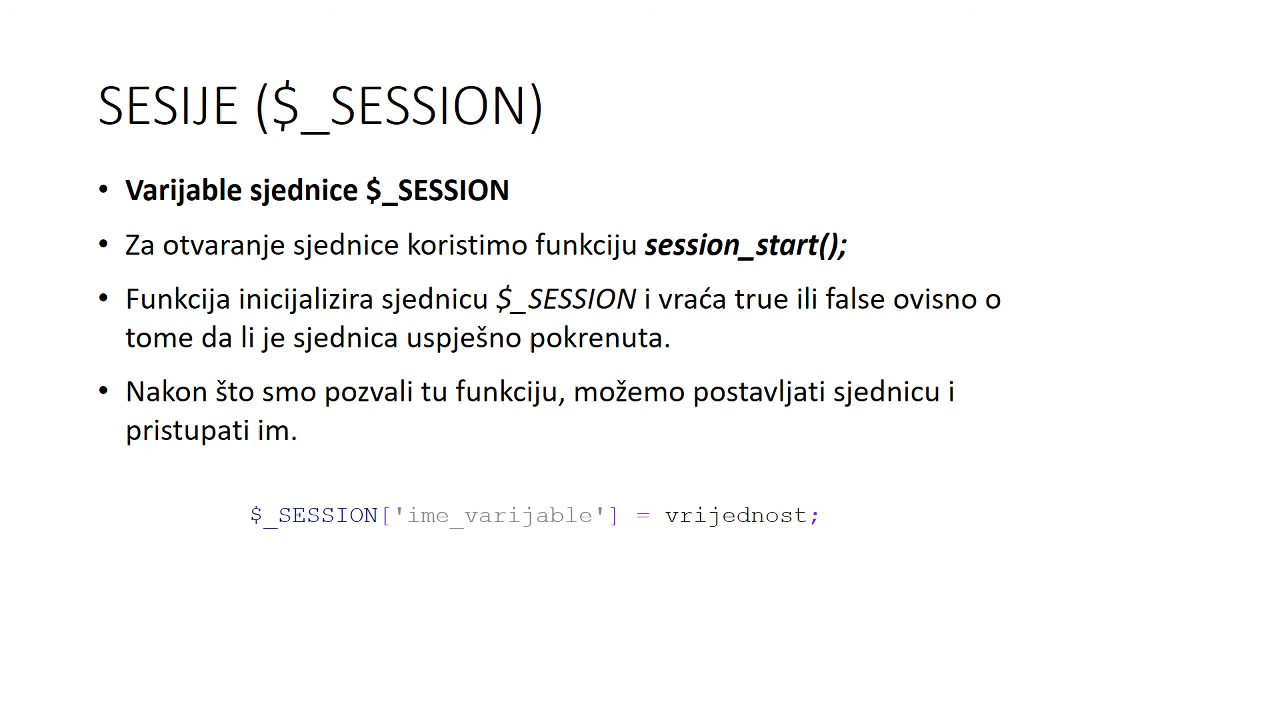 SESIJE ($_SESSION)
• Varijable sjednice $_SESSION
• Za otvaranje sjednice koristimo funkciju session_start();
• Funkcija inicijalizira sjednicu $_SESSION i vraća true ili false ovisno o
tome da li je sjednica uspješno pokrenuta.
• Nakon što smo pozvali tu funkciju, možemo postavljati sjednicu i
pristupati im.
$_SESSION['ime_varijable'] = vrijednost;